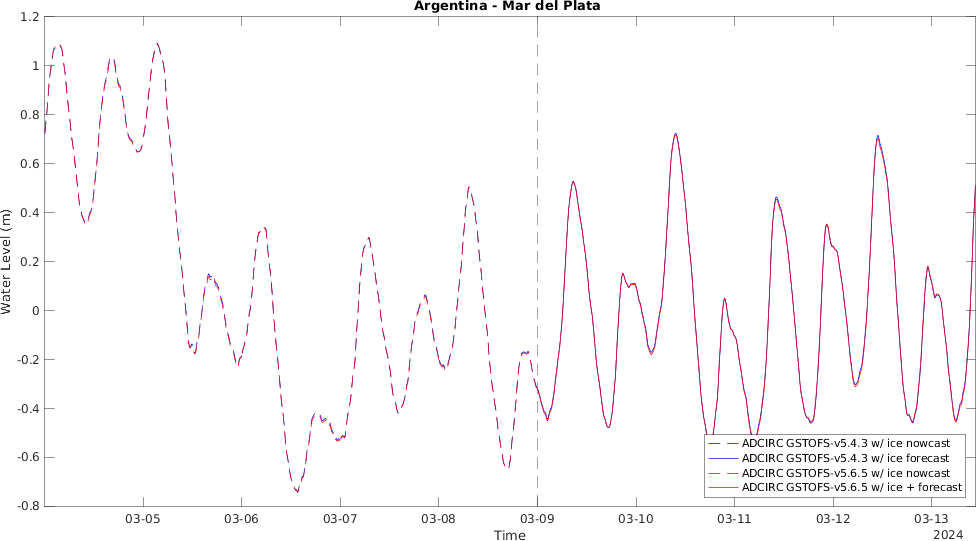 Argentina - Mar del Plata
Water Level (m)
1.2
1
0.8
0.6
0.4
0.2
0
-0.2
-0.4
-0.6
-0.8
ADCIRC GSTOFS-v5.4.3 w/ ice nowcast
ADCIRC GSTOFS-v5.4.3 w/ ice forecast
ADCIRC GSTOFS-v5.6.5 w/ ice nowcast
ADCIRC GSTOFS-v5.6.5 w/ ice + forecast
03-05 03-06 03-07 03-08 03-09 03-10 03-11 03-12 03-13
Time
2024